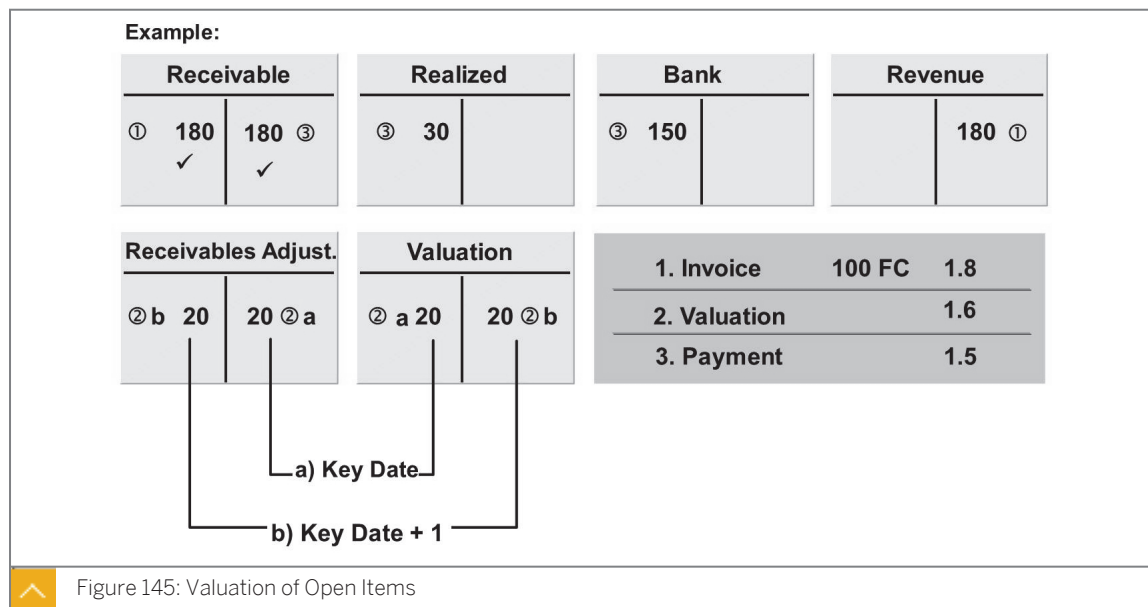 Example:
Receivable Realized Bank Revenue
① 180 180 ③ ③ 30 ③ 150 180 ①
✓ ✓
Receivables Adjust. Valuation
1. Invoice 100 FC 1.8
② b 20 20 ② a ② a 20 20 ② b
2. Valuation 1.6
3. Payment 1.5
a) Key Date
b) Key Date + 1
Figure 145: Valuation of Open Items